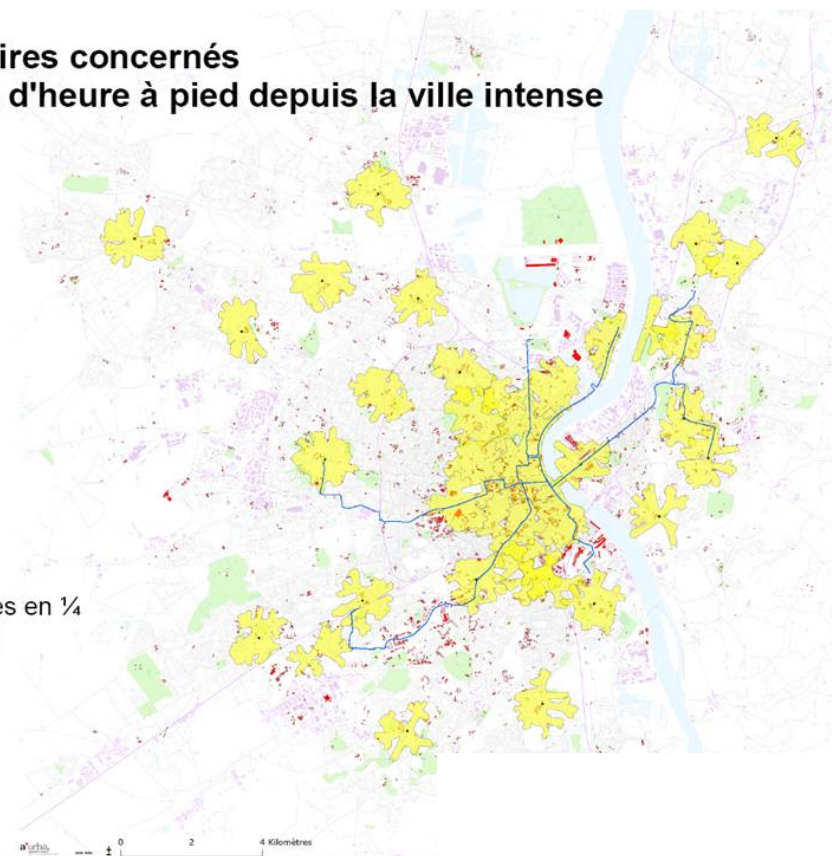 ires concernés
d'heure à pied depuis la ville intense
es en ¼
a'urba
0 2 4 Kilomètres